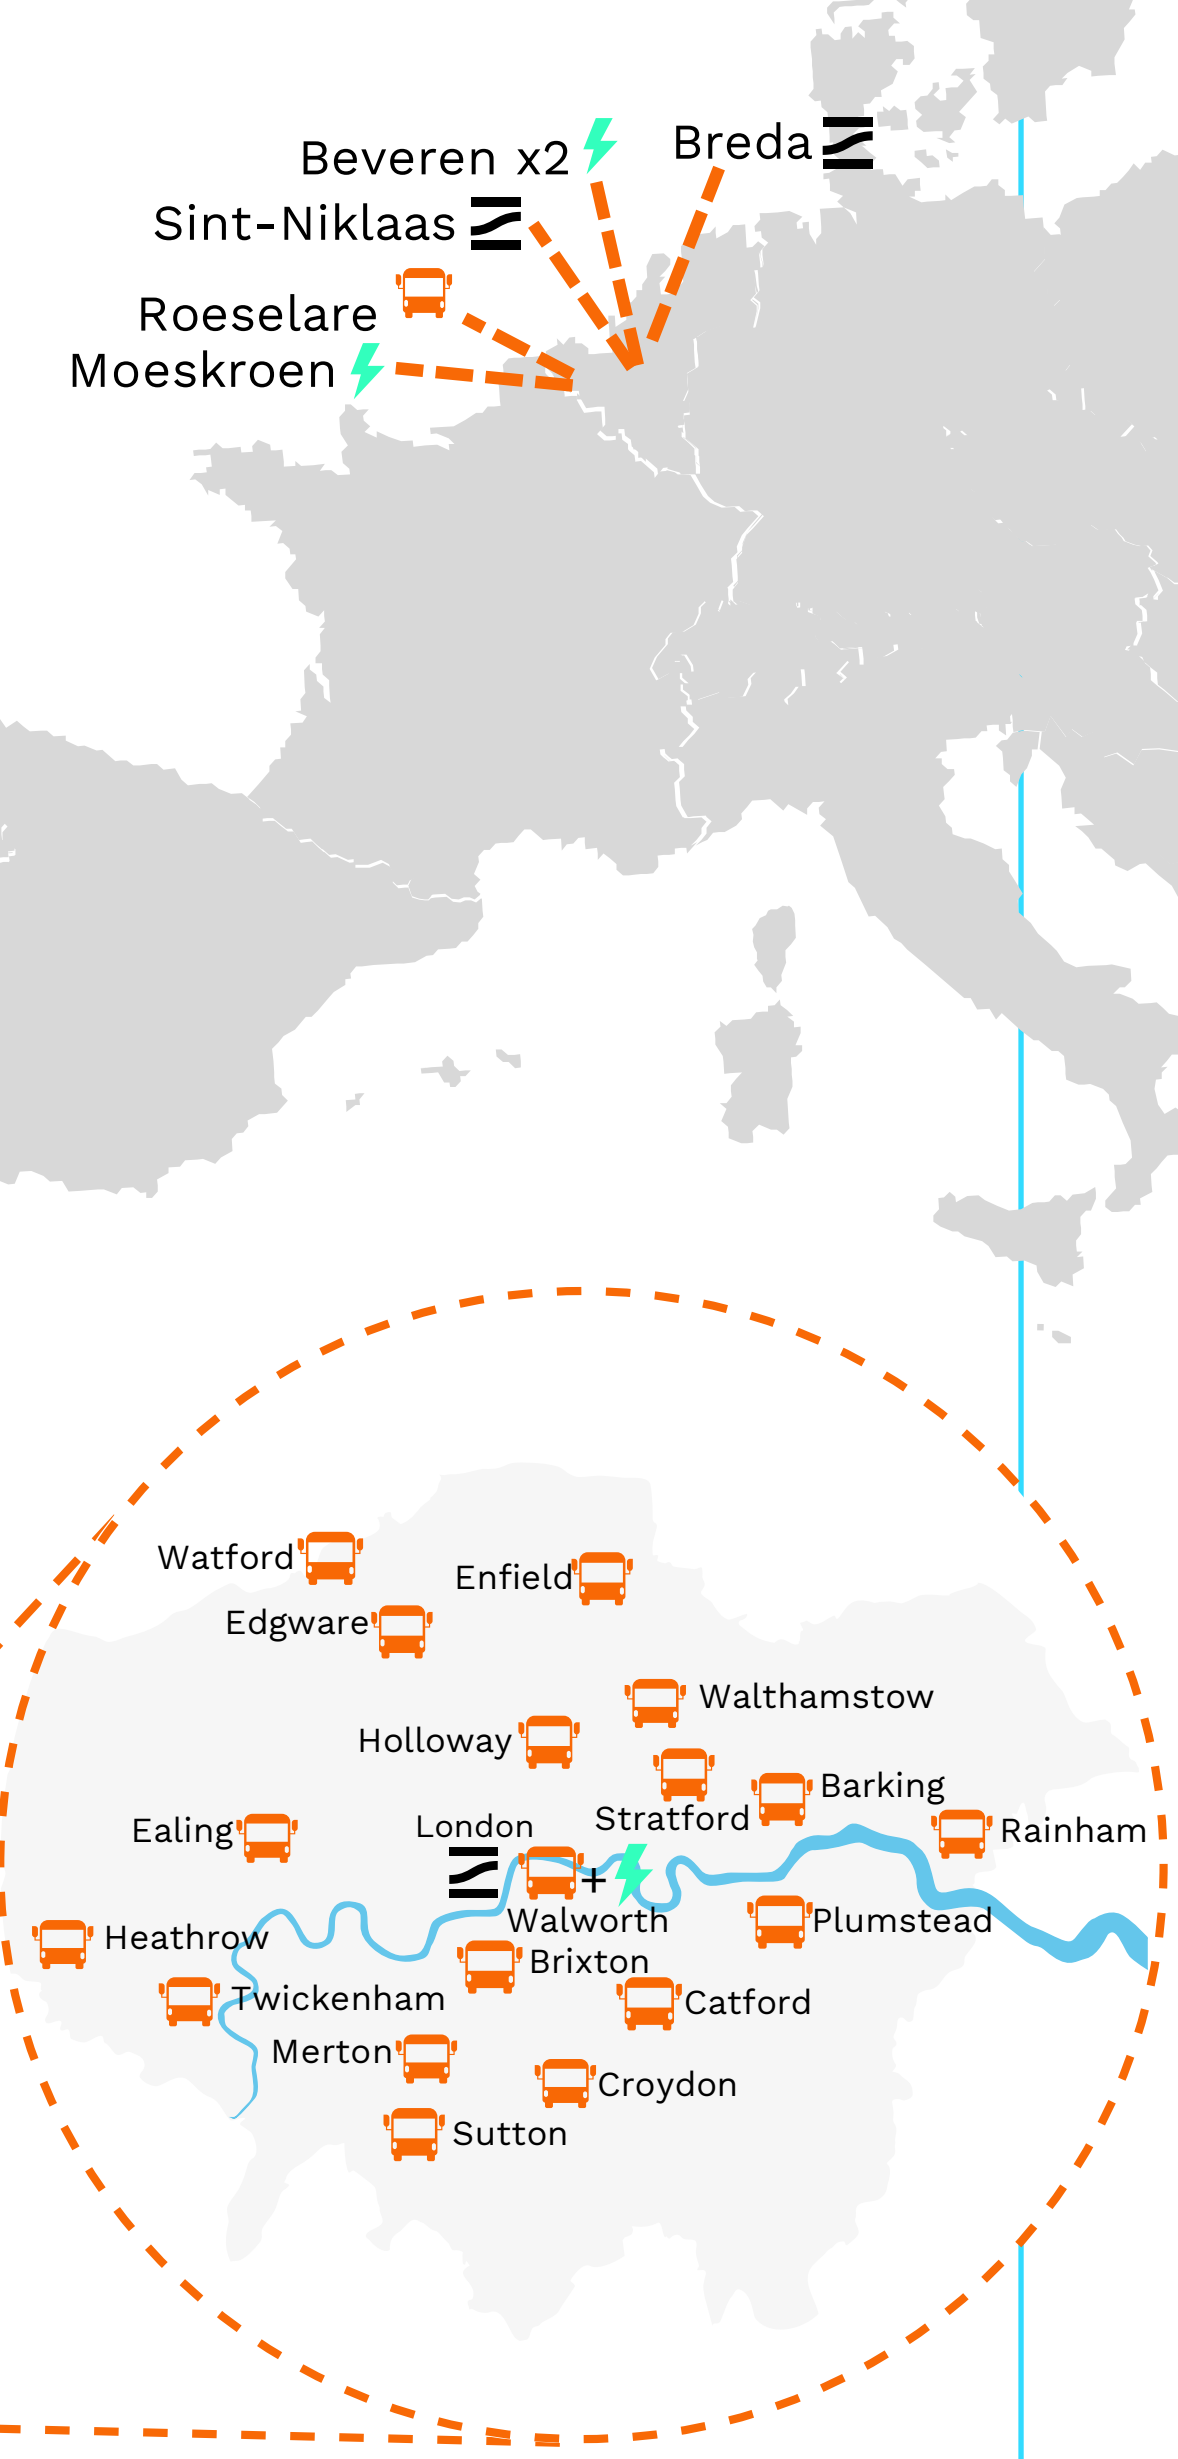 Breda
Beveren x2
Sint-Niklaas
Roeselare
Moeskroen
Watford
Enfield
Edgware
Walthamstow
Holloway
Barking
Stratford
London
Ealing
Rainham
+
Walworth
Plumstead
Heathrow
Brixton
Twickenham
Catford
Merton
Croydon
Sutton